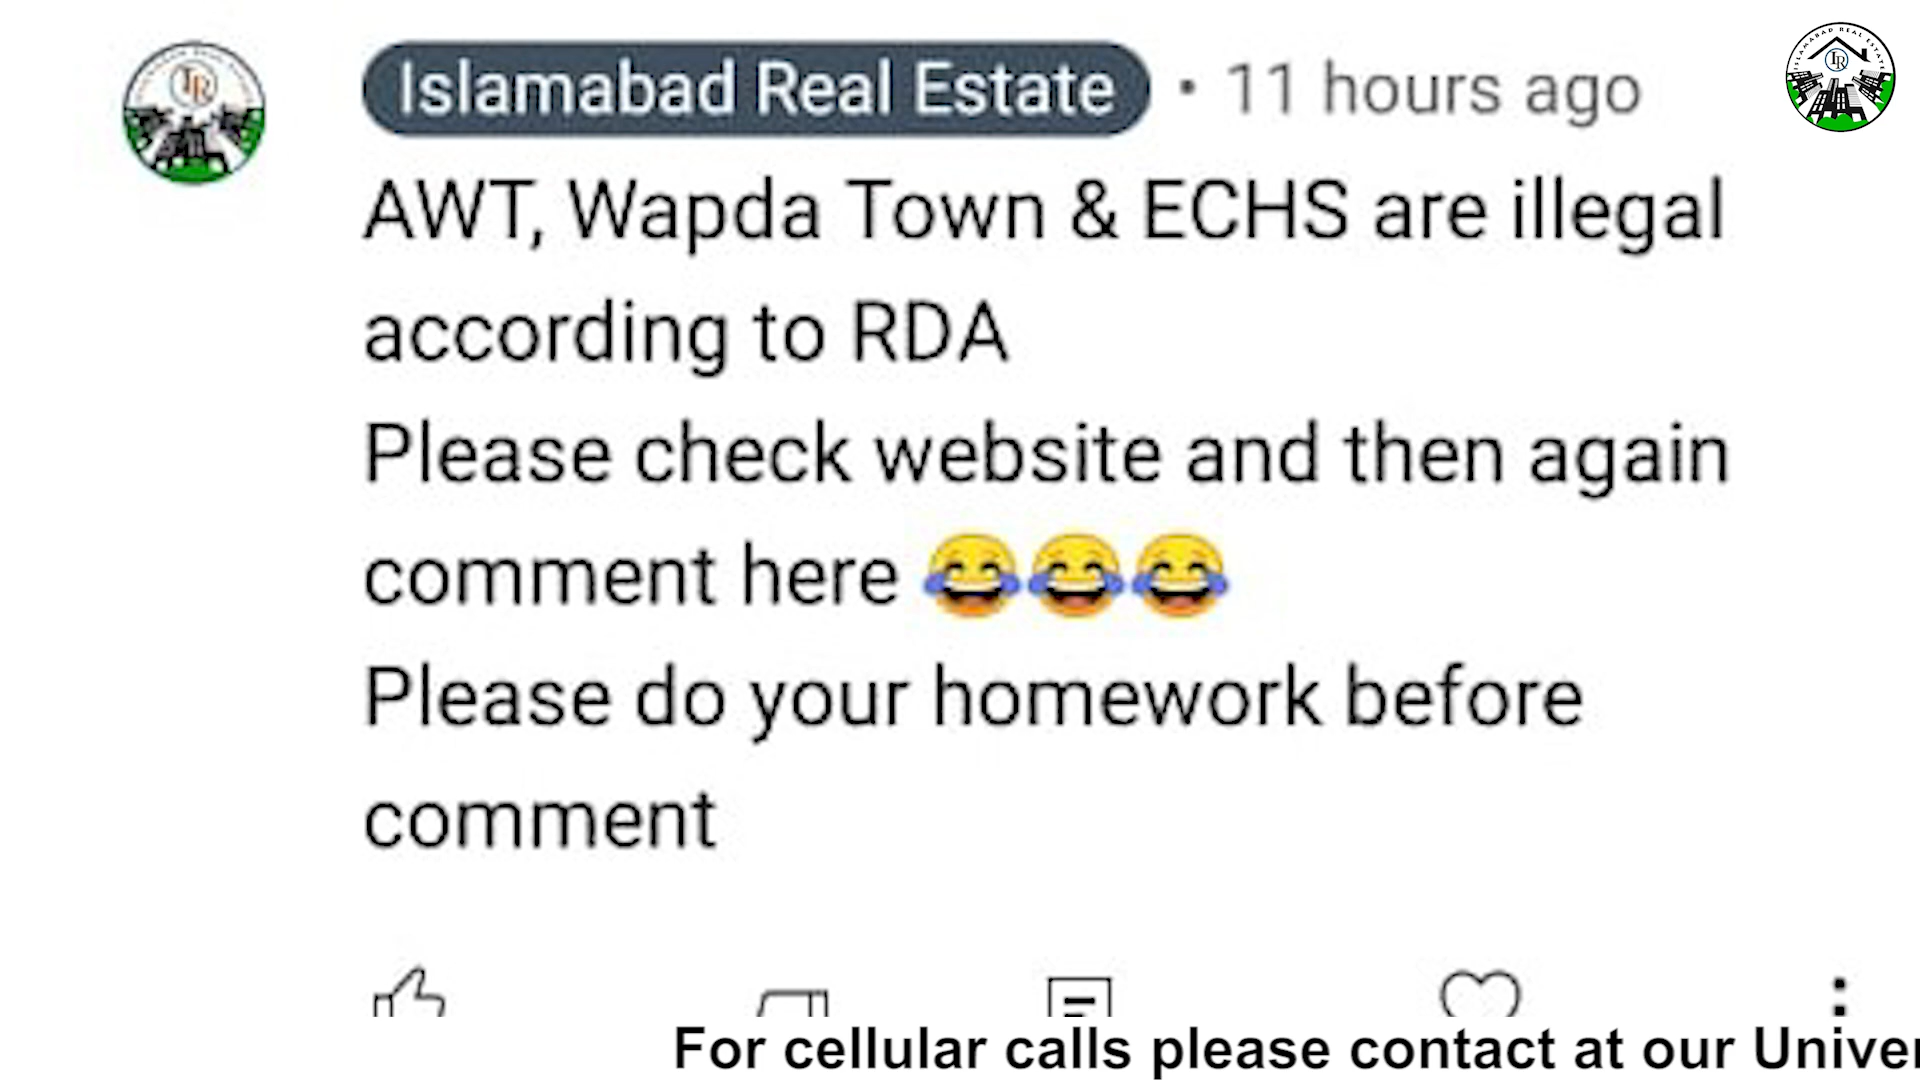 Islamabad Real Estate • 11 hours ago
AWT, Wapda Town & ECHS are illegal
according to RDA
Please check website and then again
comment here 😂😂😂
Please do your homework before
comment
For cellular calls please contact at our Univer